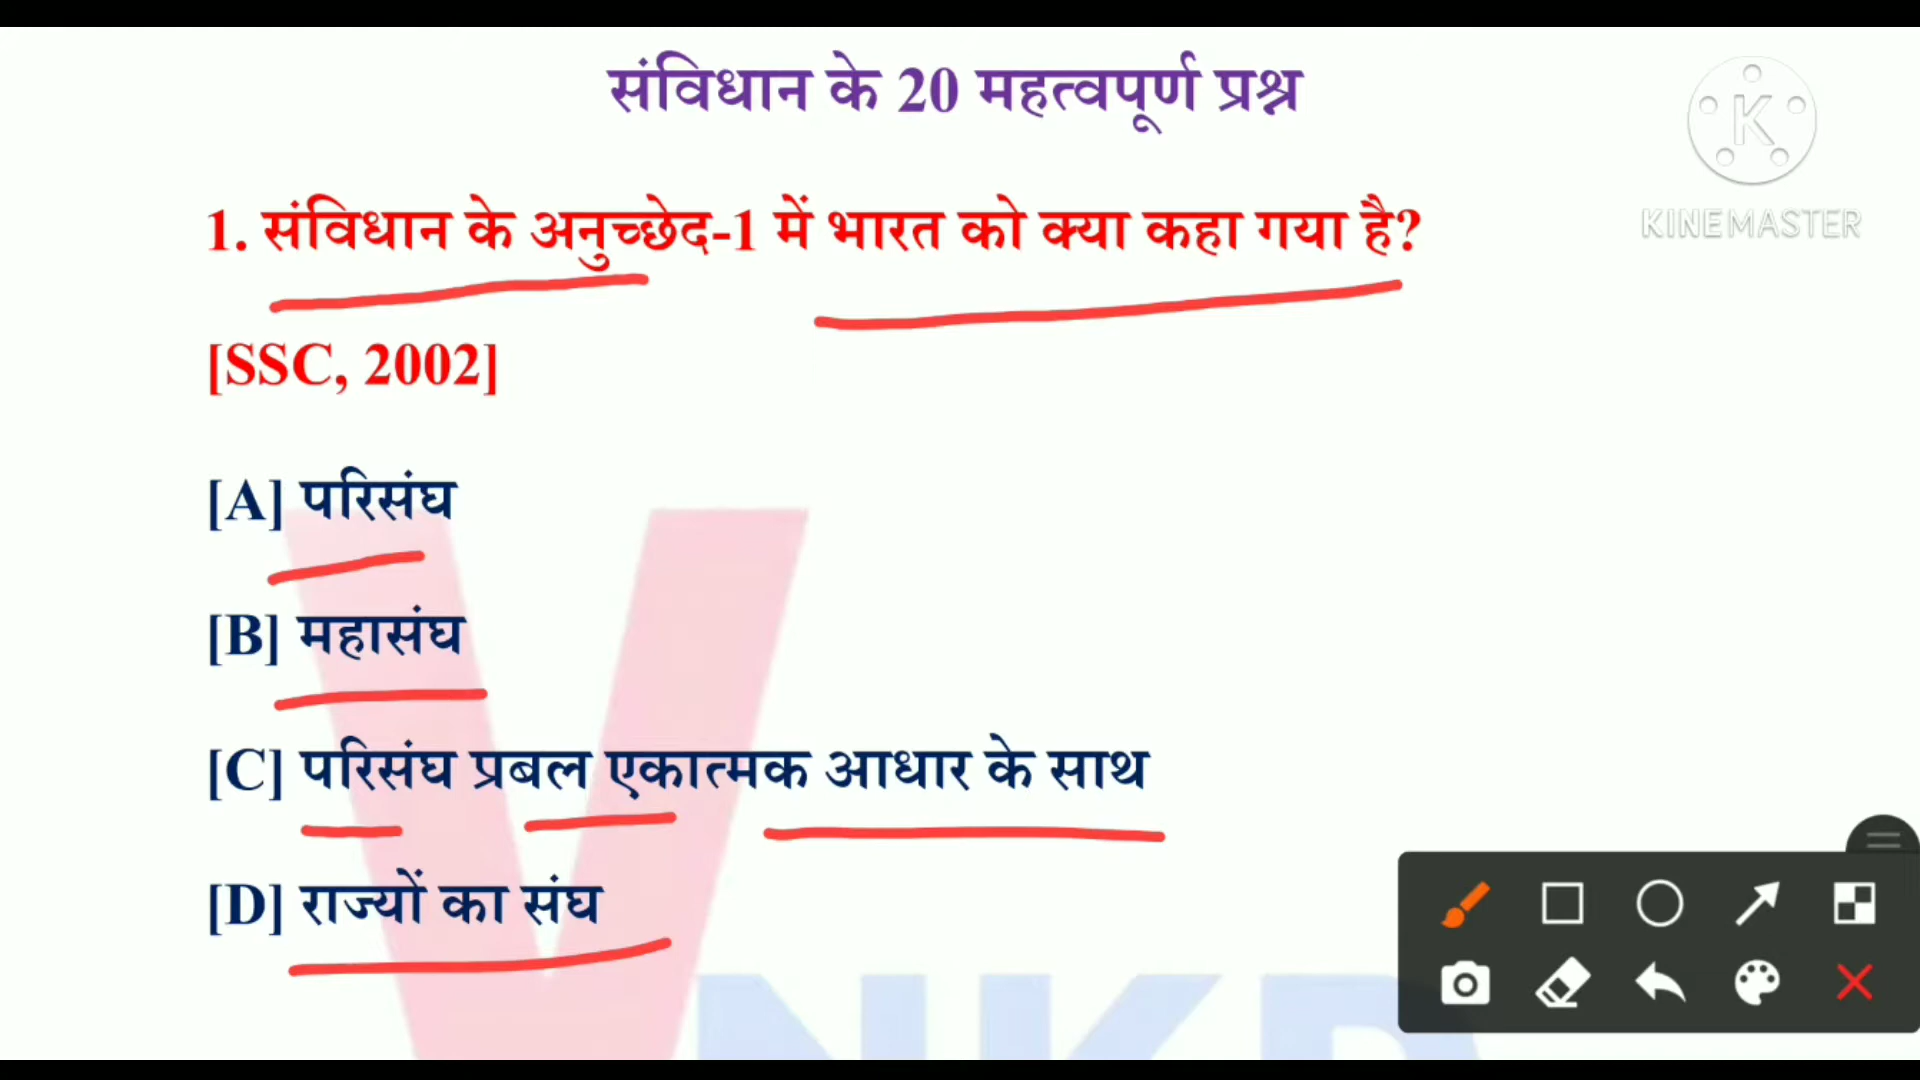 संविधान के 20 महत्वपूर्ण प्रश्न
1. संविधान के अनुच्छेद-1 में भारत को क्या कहा गया है?
[SSC, 2002]
[A] परिसंघ
[B] महासंघ
[C] परिसंघ प्रबल एकात्मक आधार के साथ
[D] राज्यों का संघ
K
KINEMASTER